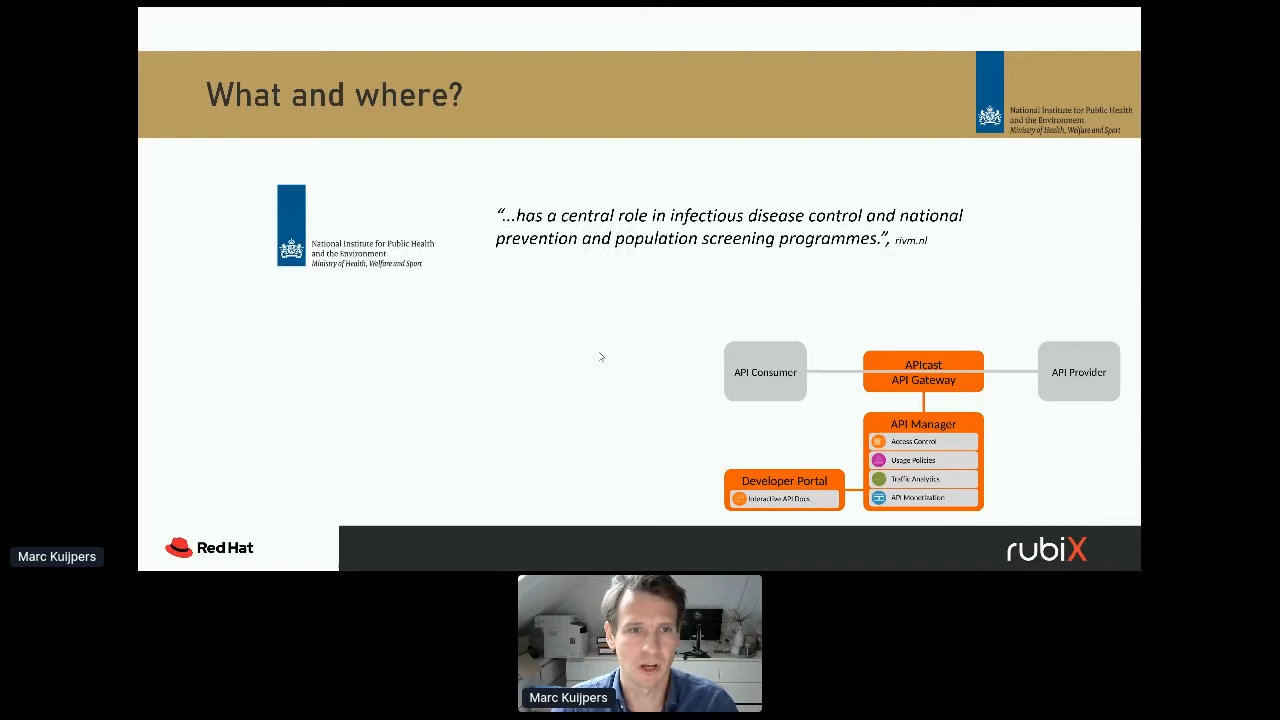 What and where?
National Institute for Public Health
and the Environment
Ministry of Health, Welfare and Sport
National Institute for Public Health
and the Environment
Ministry of Health, Welfare and Sport
“...has a central role in infectious disease control and national
prevention and population screening programmes.”, rivm.nl
API Consumer
APIcast
API Gateway
API Provider
API Manager
Access Control
Usage Policies
Traffic Analytics
API Monetization
Developer Portal
Interactive API Docs
Red Hat
rubiX
Marc Kuijpers
Marc Kuijpers